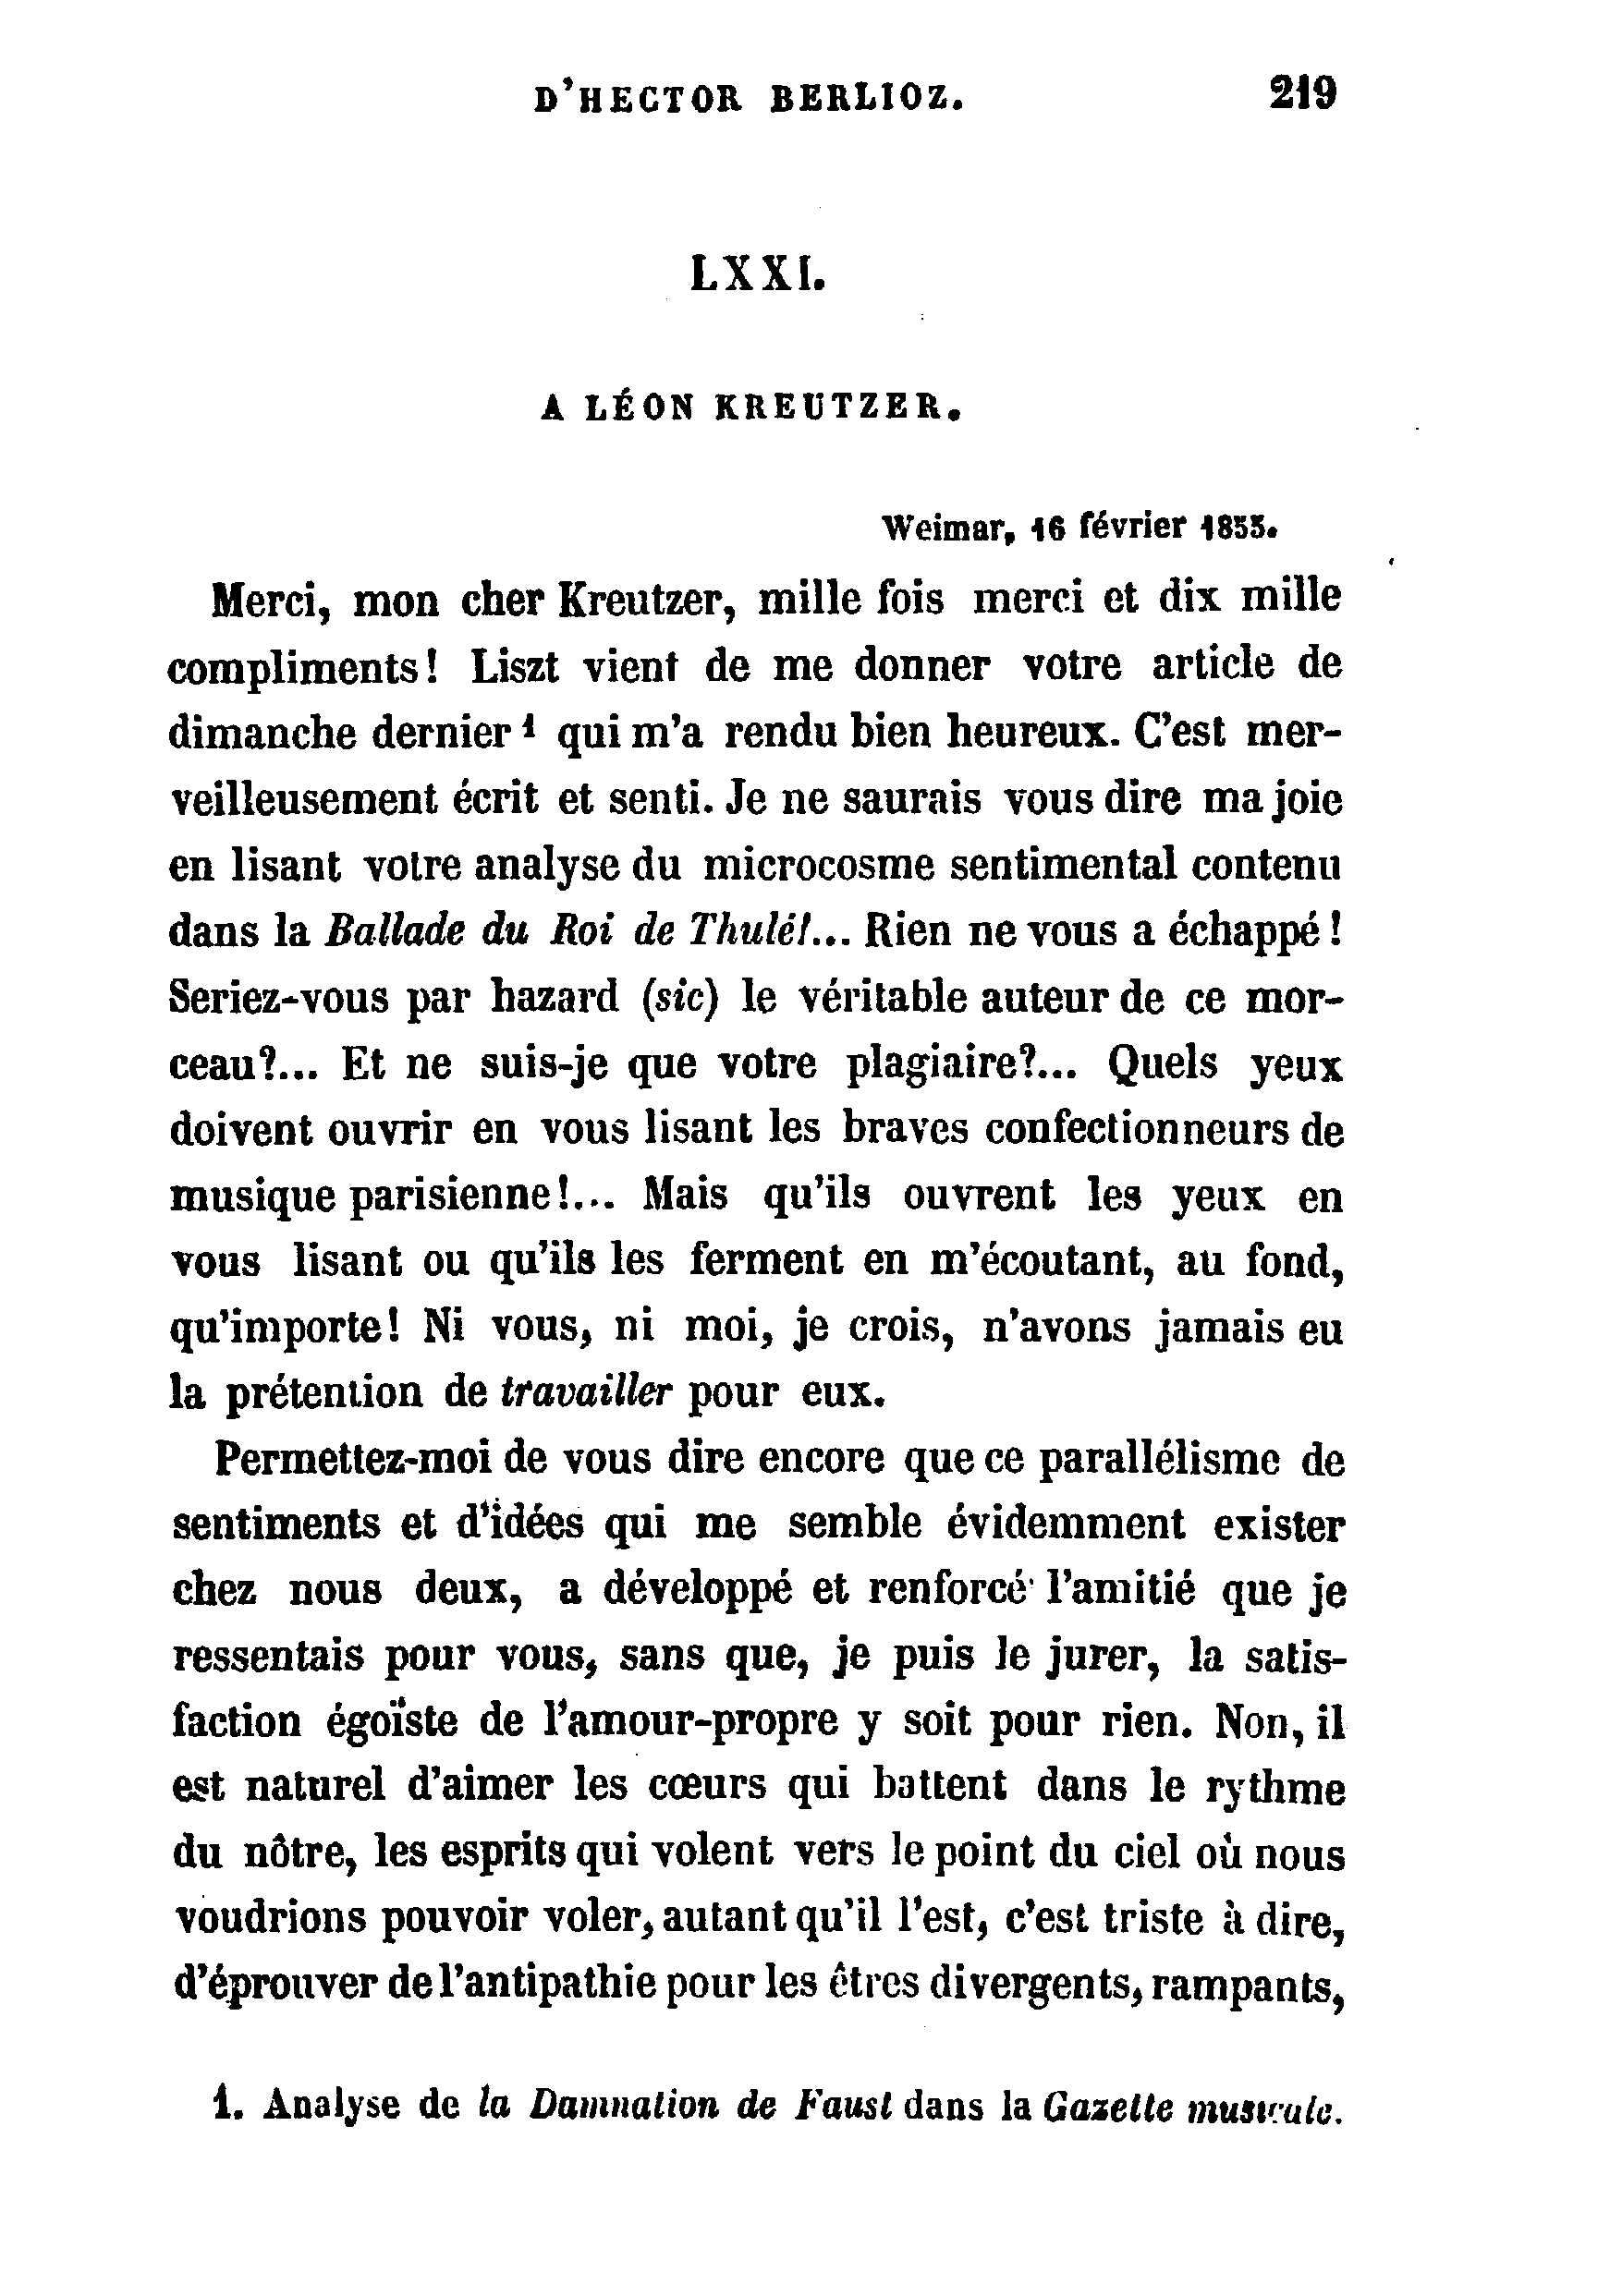 D'HECTOR BERLIOZ. 219
LXXI.
A LÉON KREUTZER.
Weimar, 16 février 1855.
Merci, mon cher Kreutzer, mille fois merci et dix mille
compliments! Liszt vient de me donner votre article de
dimanche dernier 1 qui m'a rendu bien heureux. C'est mer-
veilleusement écrit et senti. Je ne saurais vous dire ma joie
en lisant votre analyse du microcosme sentimental contenu
dans la Ballade du Roi de Thulé!... Rien ne vous a échappé!
Seriez-vous par hazard (sic) le véritable auteur de ce mor-
ceau?... Et ne suis-je que votre plagiaire?... Quels yeux
doivent ouvrir en vous lisant les braves confectionneurs de
musique parisienne!... Mais qu'ils ouvrent les yeux en
vous lisant ou qu'ils les ferment en m'écoutant, au fond,
qu'importe! Ni vous, ni moi, je crois, n'avons jamais eu
la prétention de travailler pour eux.
Permettez-moi de vous dire encore que ce parallélisme de
sentiments et d'idées qui me semble évidemment exister
chez nous deux, a développé et renforcé l'amitié que je
ressentais pour vous, sans que, je puis le jurer, la satis-
faction égoïste de l'amour-propre y soit pour rien. Non, il
est naturel d'aimer les cœurs qui battent dans le rythme
du nôtre, les esprits qui volent vers le point du ciel où nous
voudrions pouvoir voler, autant qu'il l'est, c'est triste à dire,
d'éprouver de l'antipathie pour les êtres divergents, rampants,
1. Analyse de la Damnation de Faust dans la Gazette musicale.